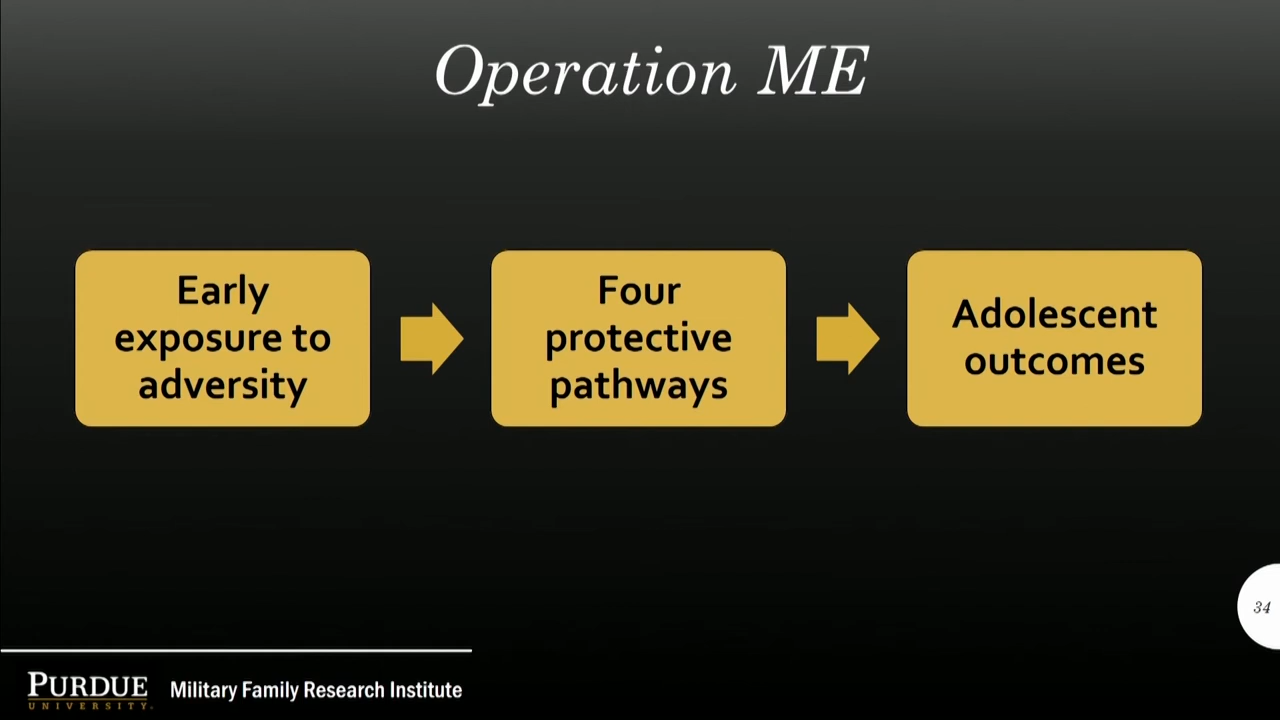 Operation ME
Early
exposure to
adversity
Four
protective
pathways
Adolescent
outcomes
34
PURDUE
UNIVERSITY.
Military Family Research Institute